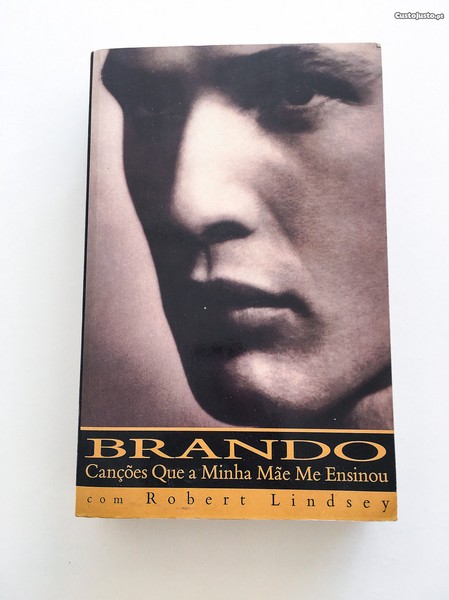 CustoJusto.pt
BRANDO
Canções Que a Minha Mãe Me Ensinou
com Robert Lindsey